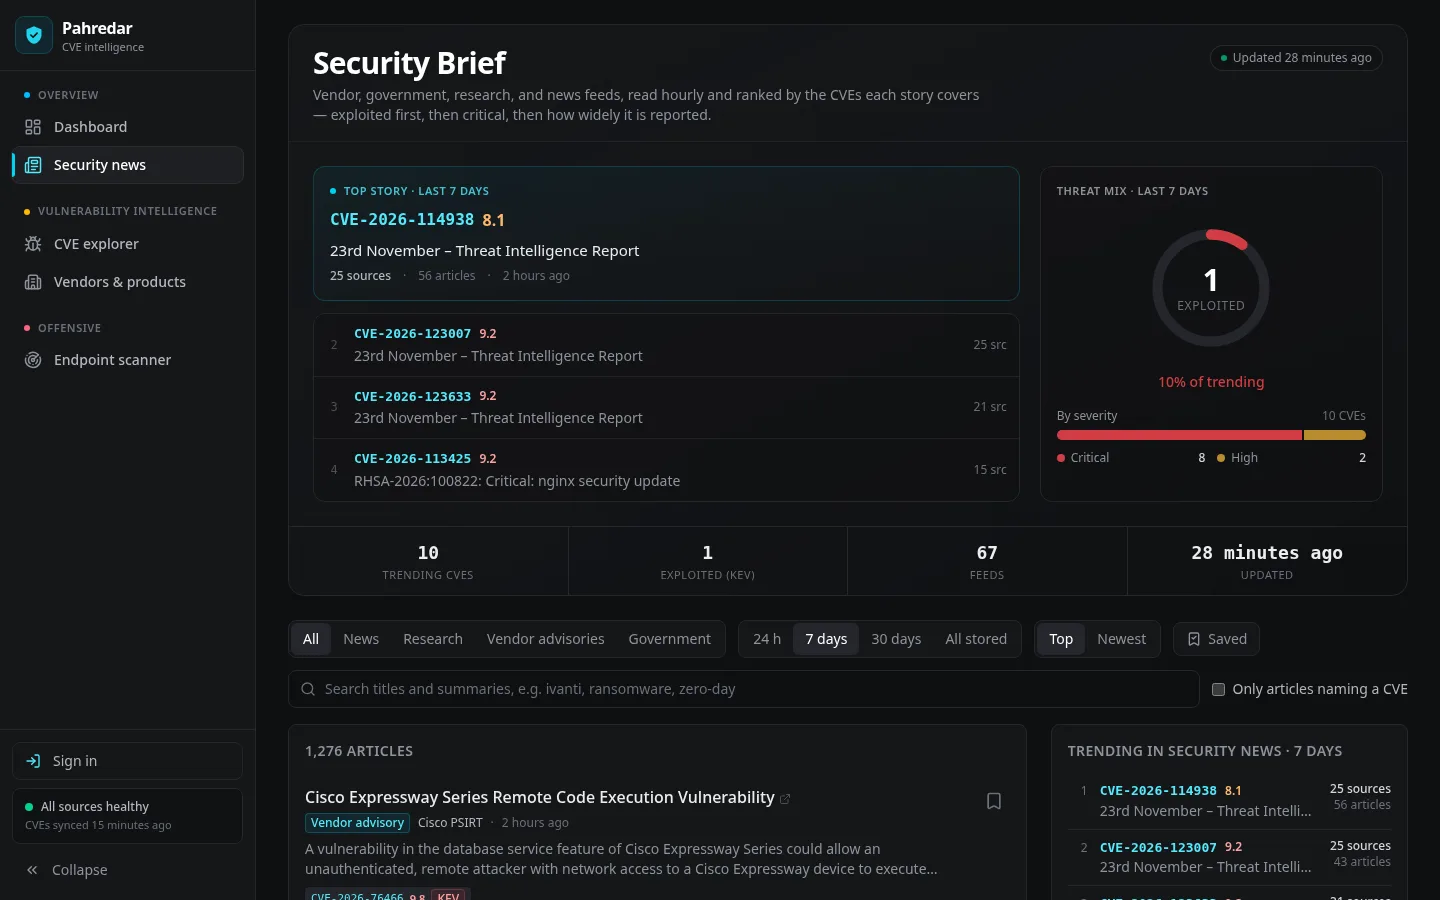 Pahredar
CVE intelligence
OVERVIEW
Dashboard
Security news
VULNERABILITY INTELLIGENCE
CVE explorer
Vendors & products
OFFENSIVE
Endpoint scanner
Sign in
All sources healthy
CVEs synced 15 minutes ago
Collapse
Security Brief
Updated 28 minutes ago
Vendor, government, research, and news feeds, read hourly and ranked by the CVEs each story covers
— exploited first, then critical, then how widely it is reported.
TOP STORY · LAST 7 DAYS
CVE-2026-114938 8.1
23rd November – Threat Intelligence Report
25 sources · 56 articles · 2 hours ago
2
CVE-2026-123007 9.2
23rd November – Threat Intelligence Report
25 src
3
CVE-2026-123633 9.2
23rd November – Threat Intelligence Report
21 src
4
CVE-2026-113425 9.2
RHSA-2026:100822: Critical: nginx security update
15 src
THREAT MIX · LAST 7 DAYS
1
EXPLOITED
10% of trending
By severity 10 CVEs
Critical 8 High 2
10
TRENDING CVES
1
EXPLOITED (KEV)
67
FEEDS
28 minutes ago
UPDATED
All News Research Vendor advisories Government
24 h 7 days 30 days All stored
Top Newest
Saved
Search titles and summaries, e.g. ivanti, ransomware, zero-day
Only articles naming a CVE
1,276 ARTICLES
Cisco Expressway Series Remote Code Execution Vulnerability
Vendor advisory Cisco PSIRT · 2 hours ago
A vulnerability in the database service feature of Cisco Expressway Series could allow an
unauthenticated, remote attacker with network access to a Cisco Expressway device to execute…
CVE-2026-76466 9.8 KEV
TRENDING IN SECURITY NEWS · 7 DAYS
1 CVE-2026-114938 8.1 25 sources
23rd November – Threat Intelli… 56 articles
2 CVE-2026-123007 9.2 25 sources
23rd November – Threat Intelli… 43 articles